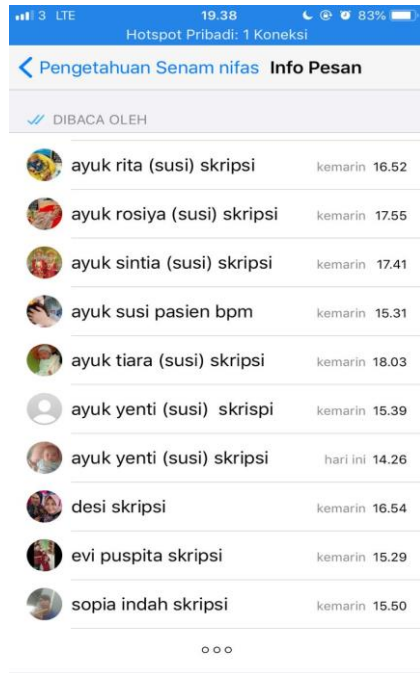 3 LTE 19.38 83%
Hotspot Pribadi: 1 Koneksi
Pengetahuan Senam nifas Info Pesan
DIBACA OLEH
ayuk rita (susi) skripsi kemarin 16.52
ayuk rosiya (susi) skripsi kemarin 17.55
ayuk sintia (susi) skripsi kemarin 17.41
ayuk susi pasien bpm kemarin 15.31
ayuk tiara (susi) skripsi kemarin 18.03
ayuk yenti (susi) skrispi kemarin 15.39
ayuk yenti (susi) skripsi hari ini 14.26
desi skripsi kemarin 16.54
evi puspita skripsi kemarin 15.29
sopia indah skripsi kemarin 15.50